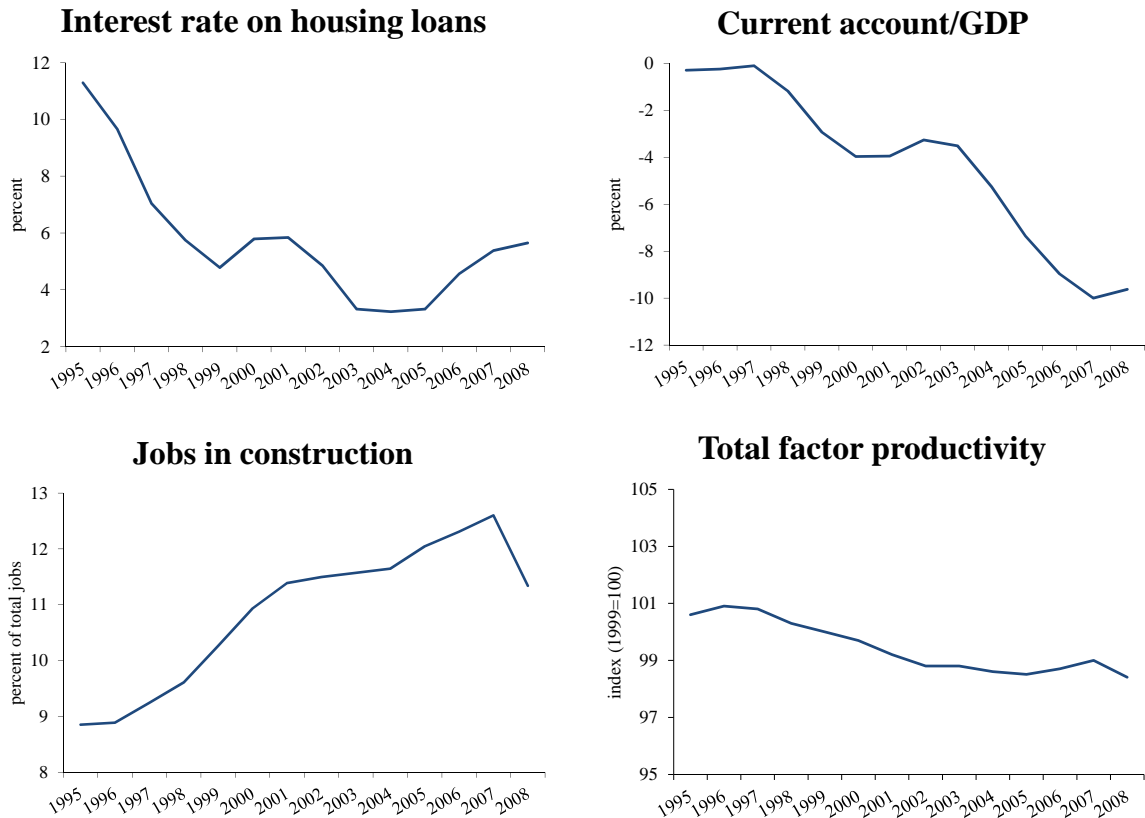 Interest rate on housing loans
percent
12
10
8
6
4
2
1995 1996 1997 1998 1999 2000 2001 2002 2003 2004 2005 2006 2007 2008
Current account/GDP
percent
0
-2
-4
-6
-8
-10
-12
1995 1996 1997 1998 1999 2000 2001 2002 2003 2004 2005 2006 2007 2008
Jobs in construction
percent of total jobs
13
12
11
10
9
8
1995 1996 1997 1998 1999 2000 2001 2002 2003 2004 2005 2006 2007 2008
Total factor productivity
index (1999=100)
105
103
101
99
97
95
1995 1996 1997 1998 1999 2000 2001 2002 2003 2004 2005 2006 2007 2008